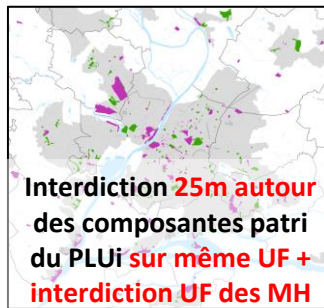 Interdiction 25m autour
des composantes patri
du PLUi sur même UF +
interdiction UF des MH